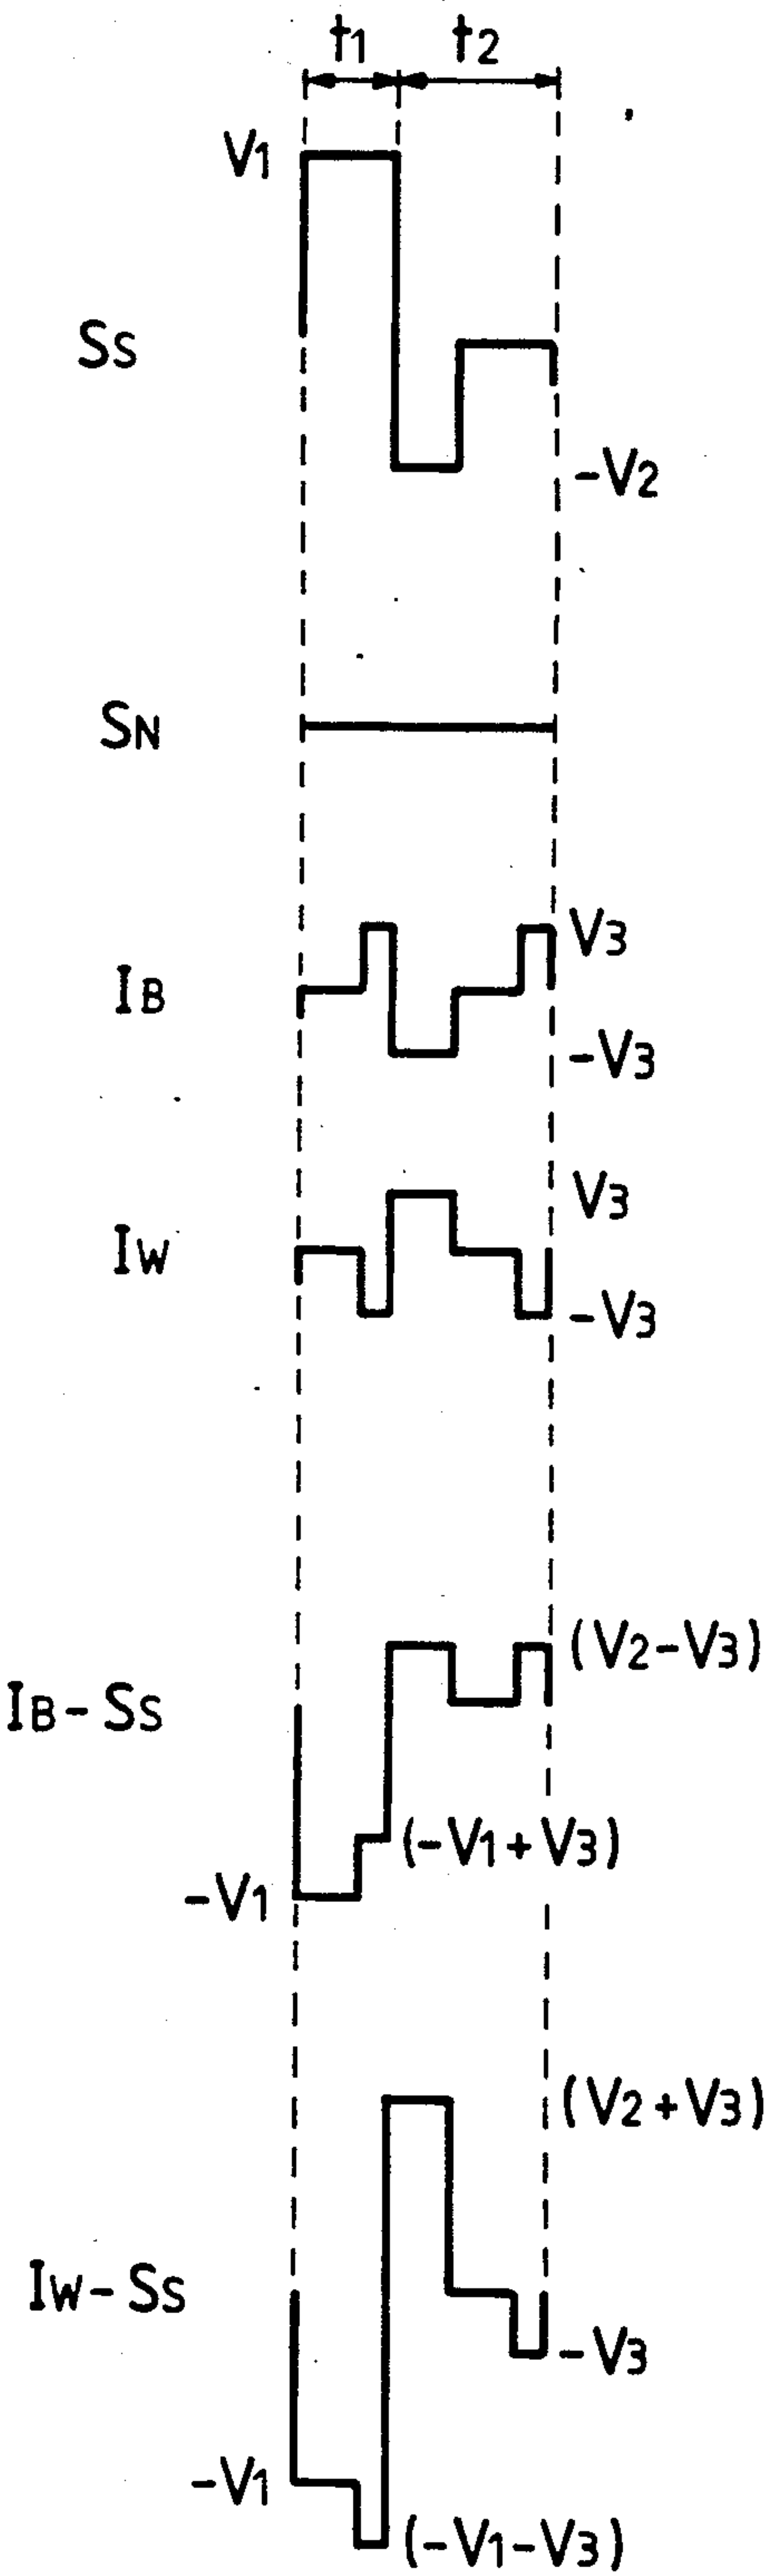 t1 t2
V1
Ss
-V2
SN
V3
IB
-V3
V3
IW
-V3
(V2-V3)
IB-Ss
(-V1+V3)
-V1
(V2+V3)
IW-Ss
-V3
-V1
(-V1-V3)